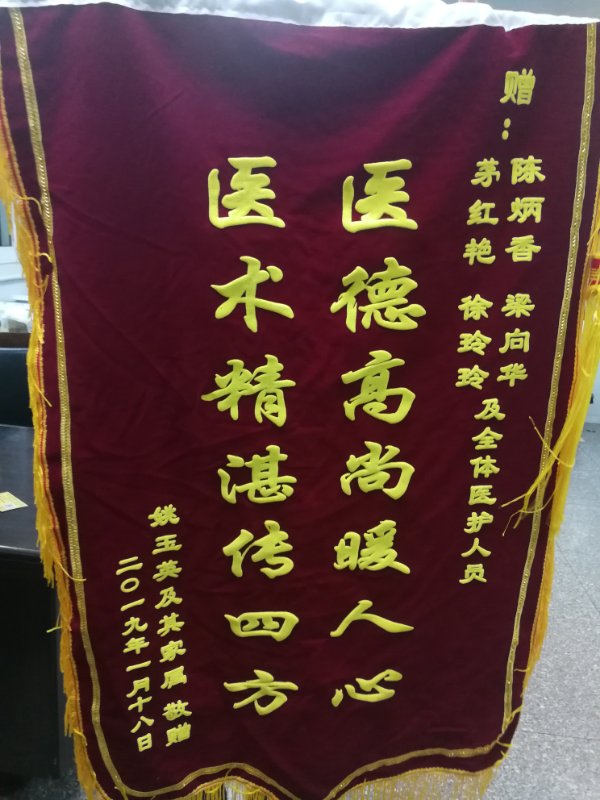 赠：
陈炳香 梁向华
茅红艳 徐玲玲
及全体医护人员
医德高尚暖人心
医术精湛传四方
姚玉英及其家属 敬赠
二〇一九年一月十八日